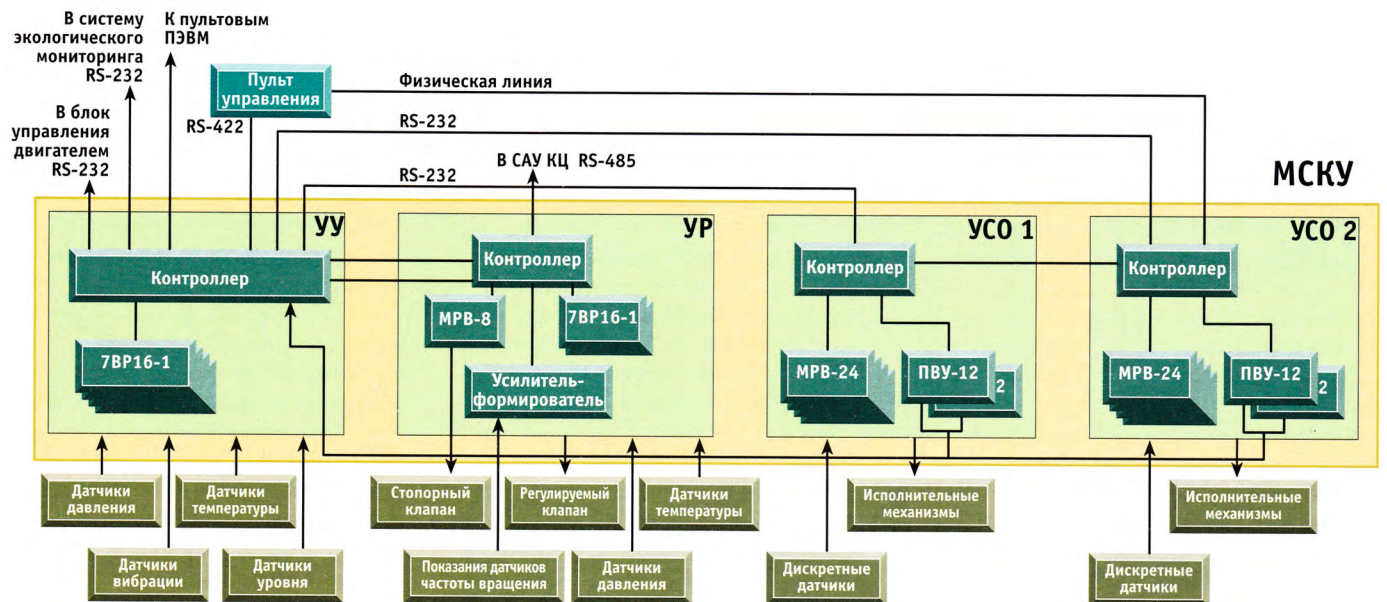 В систему
экологического
мониторинга
RS-232
К пультовым
ПЭВМ
Пульт
управления
Физическая линия
RS-422
RS-232
В блок
управления
двигателем
RS-232
В САУ КЦ RS-485
RS-232
МСКУ
УУ
УР
УСО 1
УСО 2
Контроллер
Контроллер
Контроллер
Контроллер
МРВ-8
7ВР16-1
7ВР16-1
Усилитель-
формирователь
МРВ-24
ПВУ-12
2
МРВ-24
ПВУ-12
2
Датчики
давления
Датчики
температуры
Стопорный
клапан
Регулируемый
клапан
Датчики
температуры
Исполнительные
механизмы
Исполнительные
механизмы
Датчики
вибрации
Датчики
уровня
Показания датчиков
частоты вращения
Датчики
давления
Дискретные
датчики
Дискретные
датчики